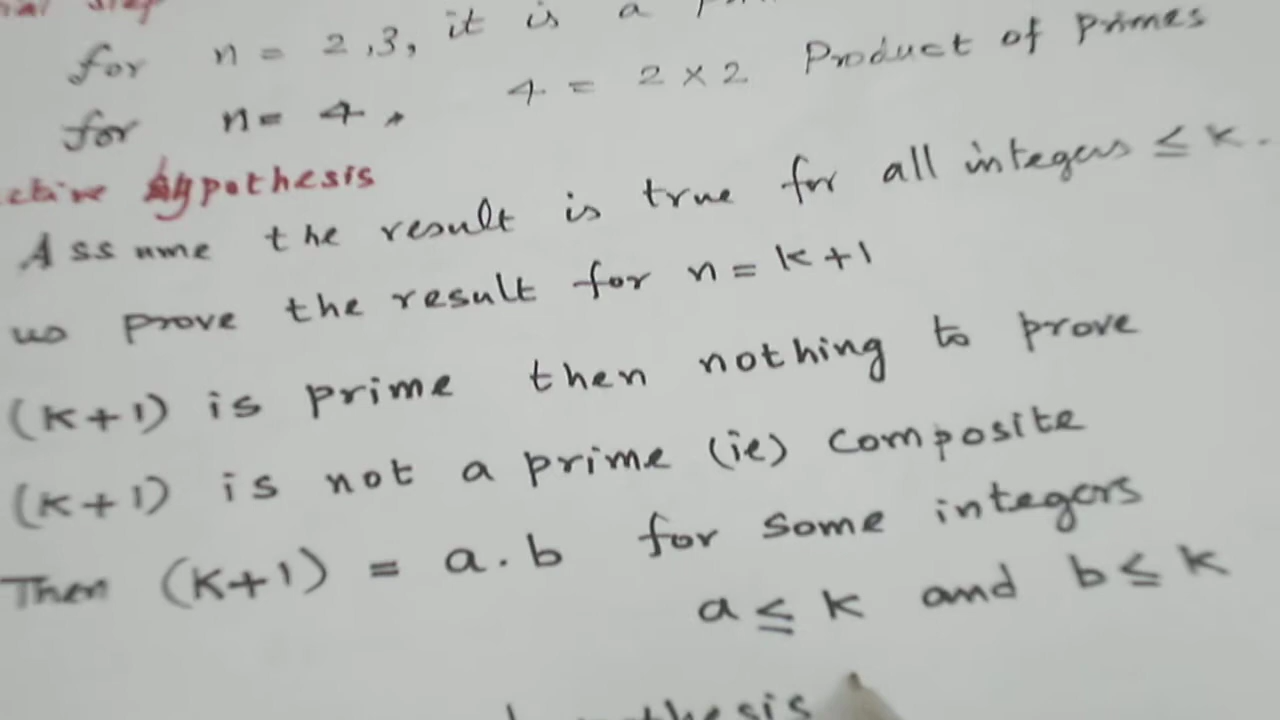 for n = 2,3, it is a
for n = 4, 4 = 2 × 2 Product of Primes
hypothesis
Assume the result is true for all integers ≤ k.
us prove the result for n = k+1
(k+1) is prime then nothing to prove
(k+1) is not a prime (ie) composite
Then (k+1) = a.b for some integers
a ≤ k and b ≤ k